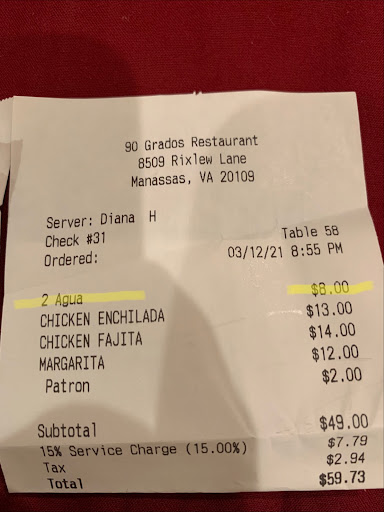 90 Grados Restaurant
8509 Rixlew Lane
Manassas, VA 20109
Server: Diana H
Check #31 Table 58
Ordered: 03/12/21 8:55 PM
2 Agua $8.00
CHICKEN ENCHILADA $13.00
CHICKEN FAJITA $14.00
MARGARITA $12.00
Patron $2.00
Subtotal $49.00
15% Service Charge (15.00%) $7.79
Tax $2.94
Total $59.73